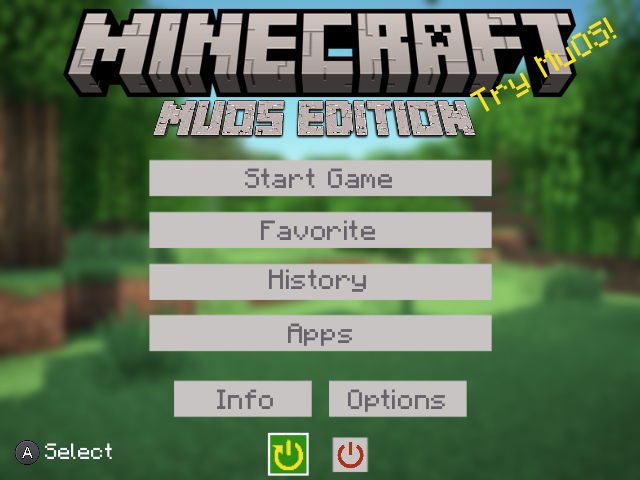 MINECRAFT
Try MuOS!
MUOS EDITION
Start Game
Favorite
History
Apps
Info
Options
A Select